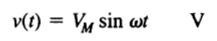 v(t) = V_M sin ωt V